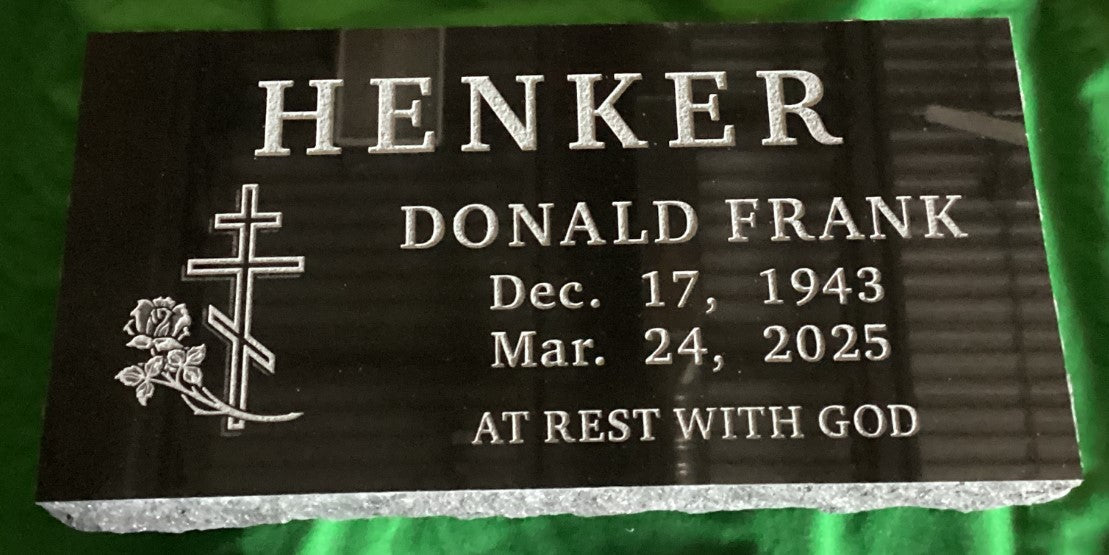 HENKER
DONALD FRANK
Dec. 17, 1943
Mar. 24, 2025
AT REST WITH GOD